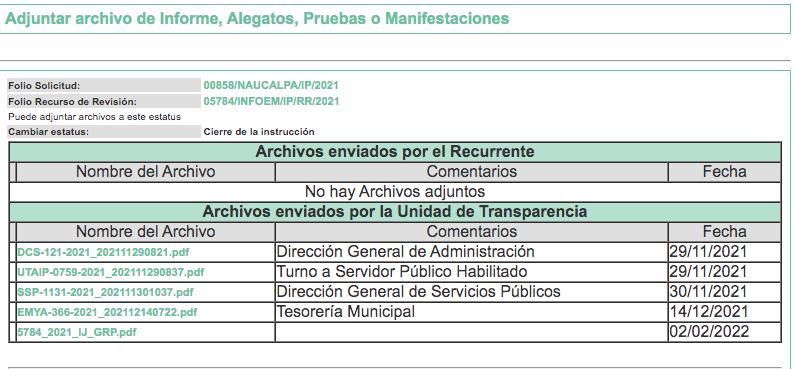 Adjuntar archivo de Informe, Alegatos, Pruebas o Manifestaciones
Folio Solicitud: 00858/NAUCALPA/IP/2021
Folio Recurso de Revisión: 05784/INFOEM/IP/RR/2021
Puede adjuntar archivos a este estatus
Cambiar estatus: Cierre de la instrucción
Archivos enviados por el Recurrente
Nombre del Archivo Comentarios Fecha
No hay Archivos adjuntos
Archivos enviados por la Unidad de Transparencia
Nombre del Archivo Comentarios Fecha
DCS-121-2021_202111290821.pdf Dirección General de Administración 29/11/2021
UTAIP-0759-2021_202111290837.pdf Turno a Servidor Público Habilitado 29/11/2021
SSP-1131-2021_202111301037.pdf Dirección General de Servicios Públicos 30/11/2021
EMYA-366-2021_202112140722.pdf Tesorería Municipal 14/12/2021
5784_2021_IJ_GRP.pdf 02/02/2022